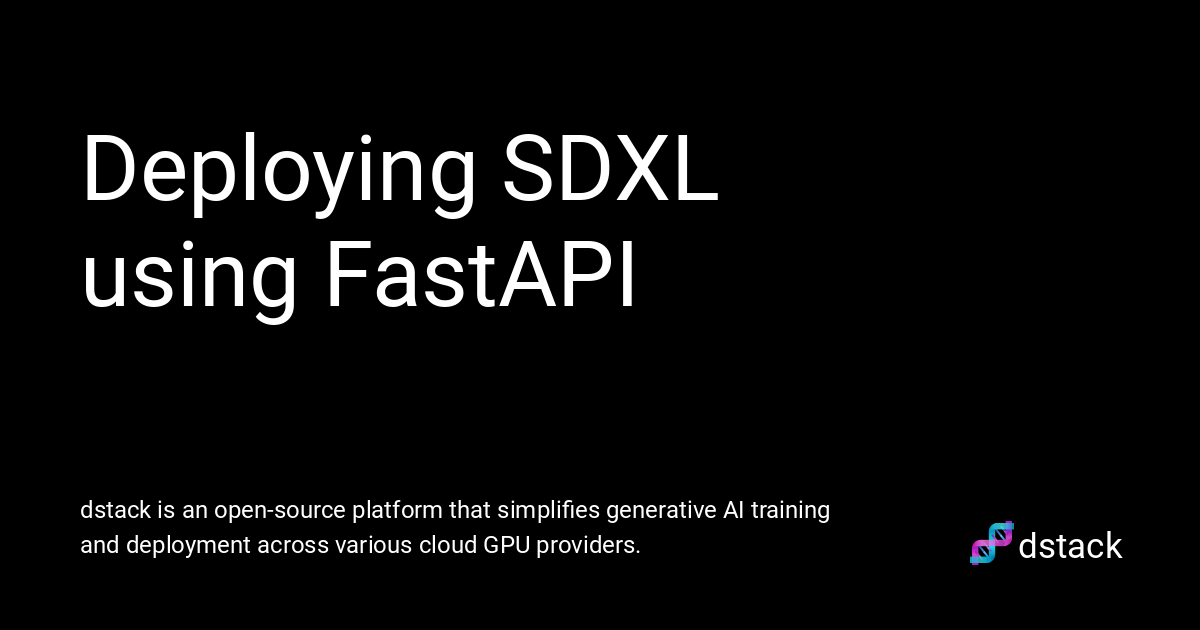 Deploying SDXL
using FastAPI
dstack is an open-source platform that simplifies generative AI training
and deployment across various cloud GPU providers.
dstack